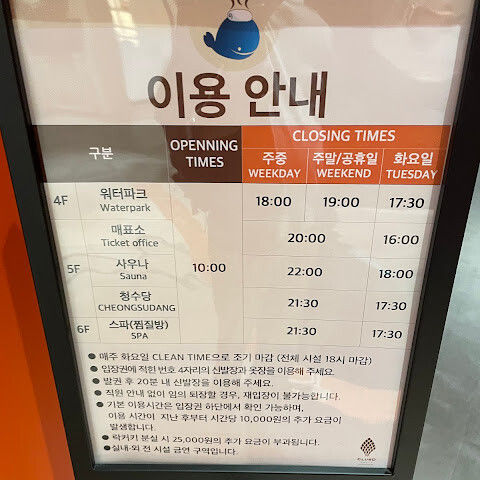 이용 안내
구분
OPENNING TIMES
CLOSING TIMES
주중 WEEKDAY
주말/공휴일 WEEKEND
화요일 TUESDAY
4F
워터파크
Waterpark
18:00
19:00
17:30
매표소
Ticket office
20:00
16:00
5F
사우나
Sauna
10:00
22:00
18:00
청수당
CHEONGSUDANG
21:30
17:30
6F
스파(찜질방)
SPA
21:30
17:30
● 매주 화요일 CLEAN TIME으로 조기 마감 (전체 시설 18시 마감)
● 입장권에 적힌 번호 4자리의 신발장과 옷장을 이용해 주세요.
● 발권 후 20분 내 신발장을 이용해 주세요.
● 직원 안내 없이 임의 퇴장할 경우, 재입장이 불가능합니다.
● 기본 이용시간은 입장권 하단에서 확인 가능하며,
이용 시간이 지난 후부터 시간당 10,000원의 추가 요금이
발생합니다.
● 락커키 분실 시 25,000원의 추가 요금이 부과됩니다.
● 실내·외 전 시설 금연 구역입니다.